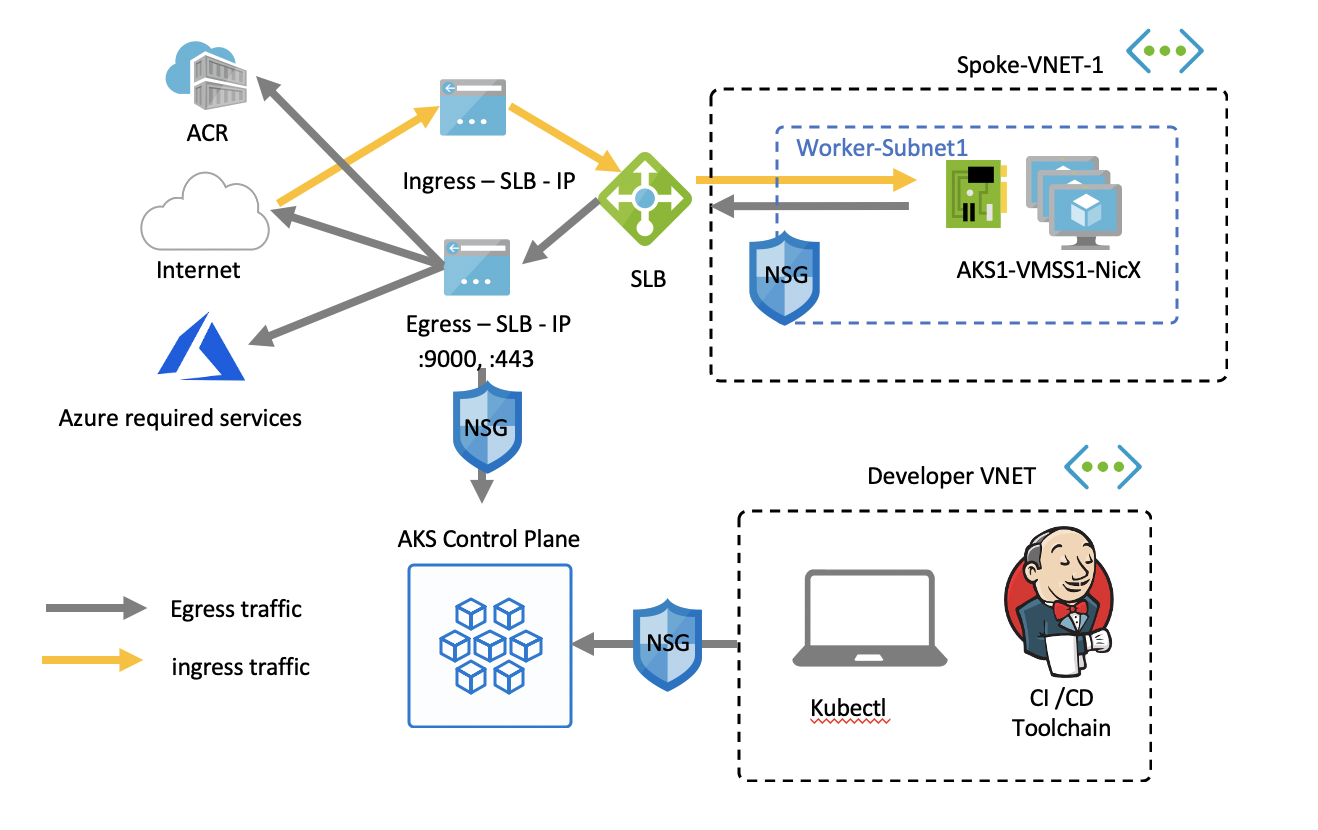 Spoke-VNET-1
ACR
Worker-Subnet1
Ingress – SLB - IP
Internet
SLB
NSG
AKS1-VMSS1-NicX
Egress – SLB - IP
:9000, :443
Azure required services
NSG
Developer VNET
AKS Control Plane
Egress traffic
ingress traffic
NSG
Kubectl
CI /CD
Toolchain